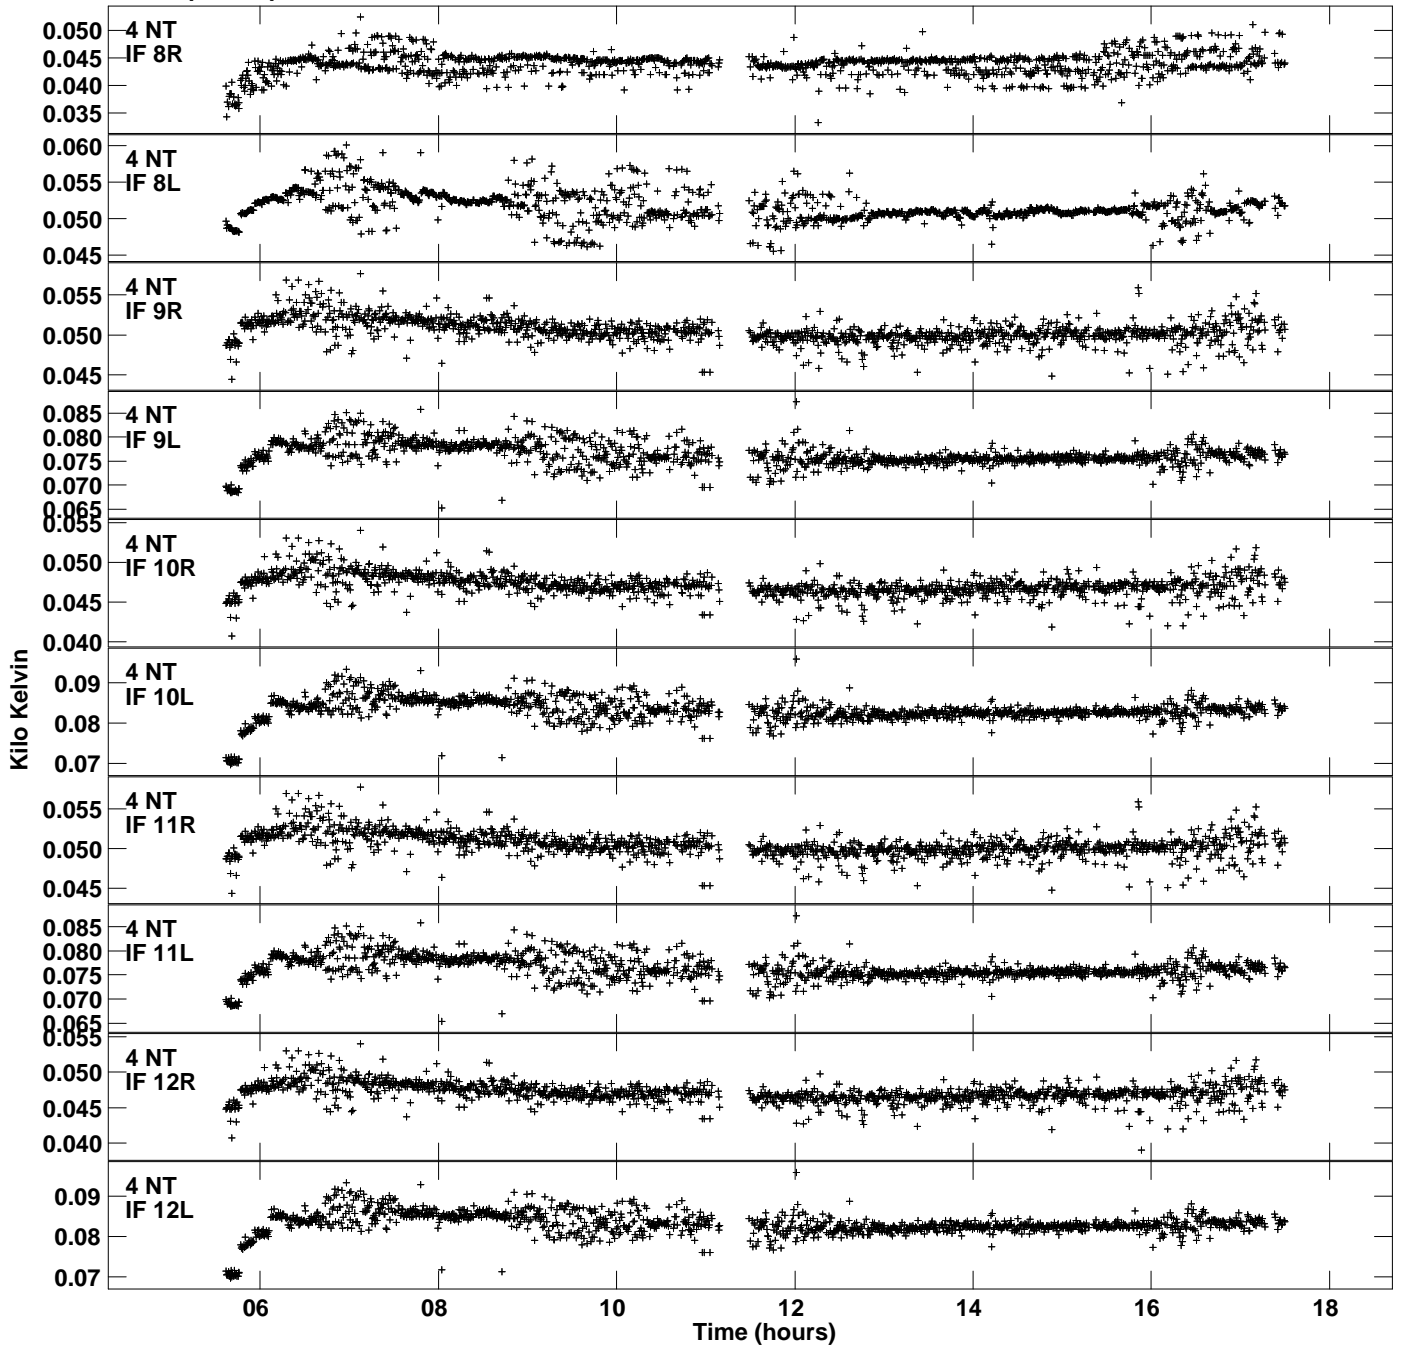 4 NT
IF 8R
0.050
0.045
0.040
0.035
4 NT
IF 8L
0.060
0.055
0.050
0.045
4 NT
IF 9R
0.055
0.050
0.045
4 NT
IF 9L
0.085
0.080
0.075
0.070
0.065
4 NT
IF 10R
0.055
0.050
0.045
0.040
4 NT
IF 10L
0.09
0.08
0.07
4 NT
IF 11R
0.055
0.050
0.045
4 NT
IF 11L
0.085
0.080
0.075
0.070
0.065
4 NT
IF 12R
0.055
0.050
0.045
0.040
4 NT
IF 12L
0.09
0.08
0.07
Kilo Kelvin
06 08 10 12 14 16 18
Time (hours)